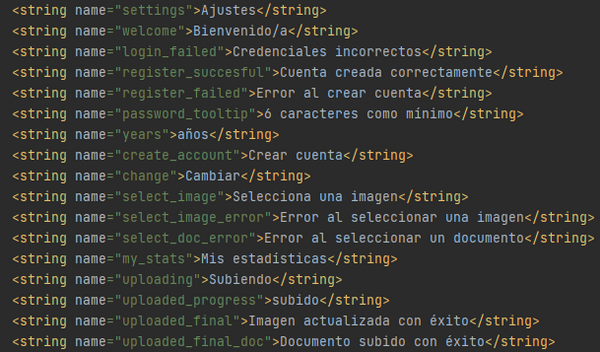 <string name="settings">Ajustes</string>
<string name="welcome">Bienvenido/a</string>
<string name="login_failed">Credenciales incorrectos</string>
<string name="register_succesful">Cuenta creada correctamente</string>
<string name="register_failed">Error al crear cuenta</string>
<string name="password_tooltip">6 caracteres como mínimo</string>
<string name="years">años</string>
<string name="create_account">Crear cuenta</string>
<string name="change">Cambiar</string>
<string name="select_image">Selecciona una imagen</string>
<string name="select_image_error">Error al seleccionar una imagen</string>
<string name="select_doc_error">Error al seleccionar un documento</string>
<string name="my_stats">Mis estadísticas</string>
<string name="uploading">Subiendo</string>
<string name="uploaded_progress">subido</string>
<string name="uploaded_final">Imagen actualizada con éxito</string>
<string name="uploaded_final_doc">Documento subido con éxito</string>